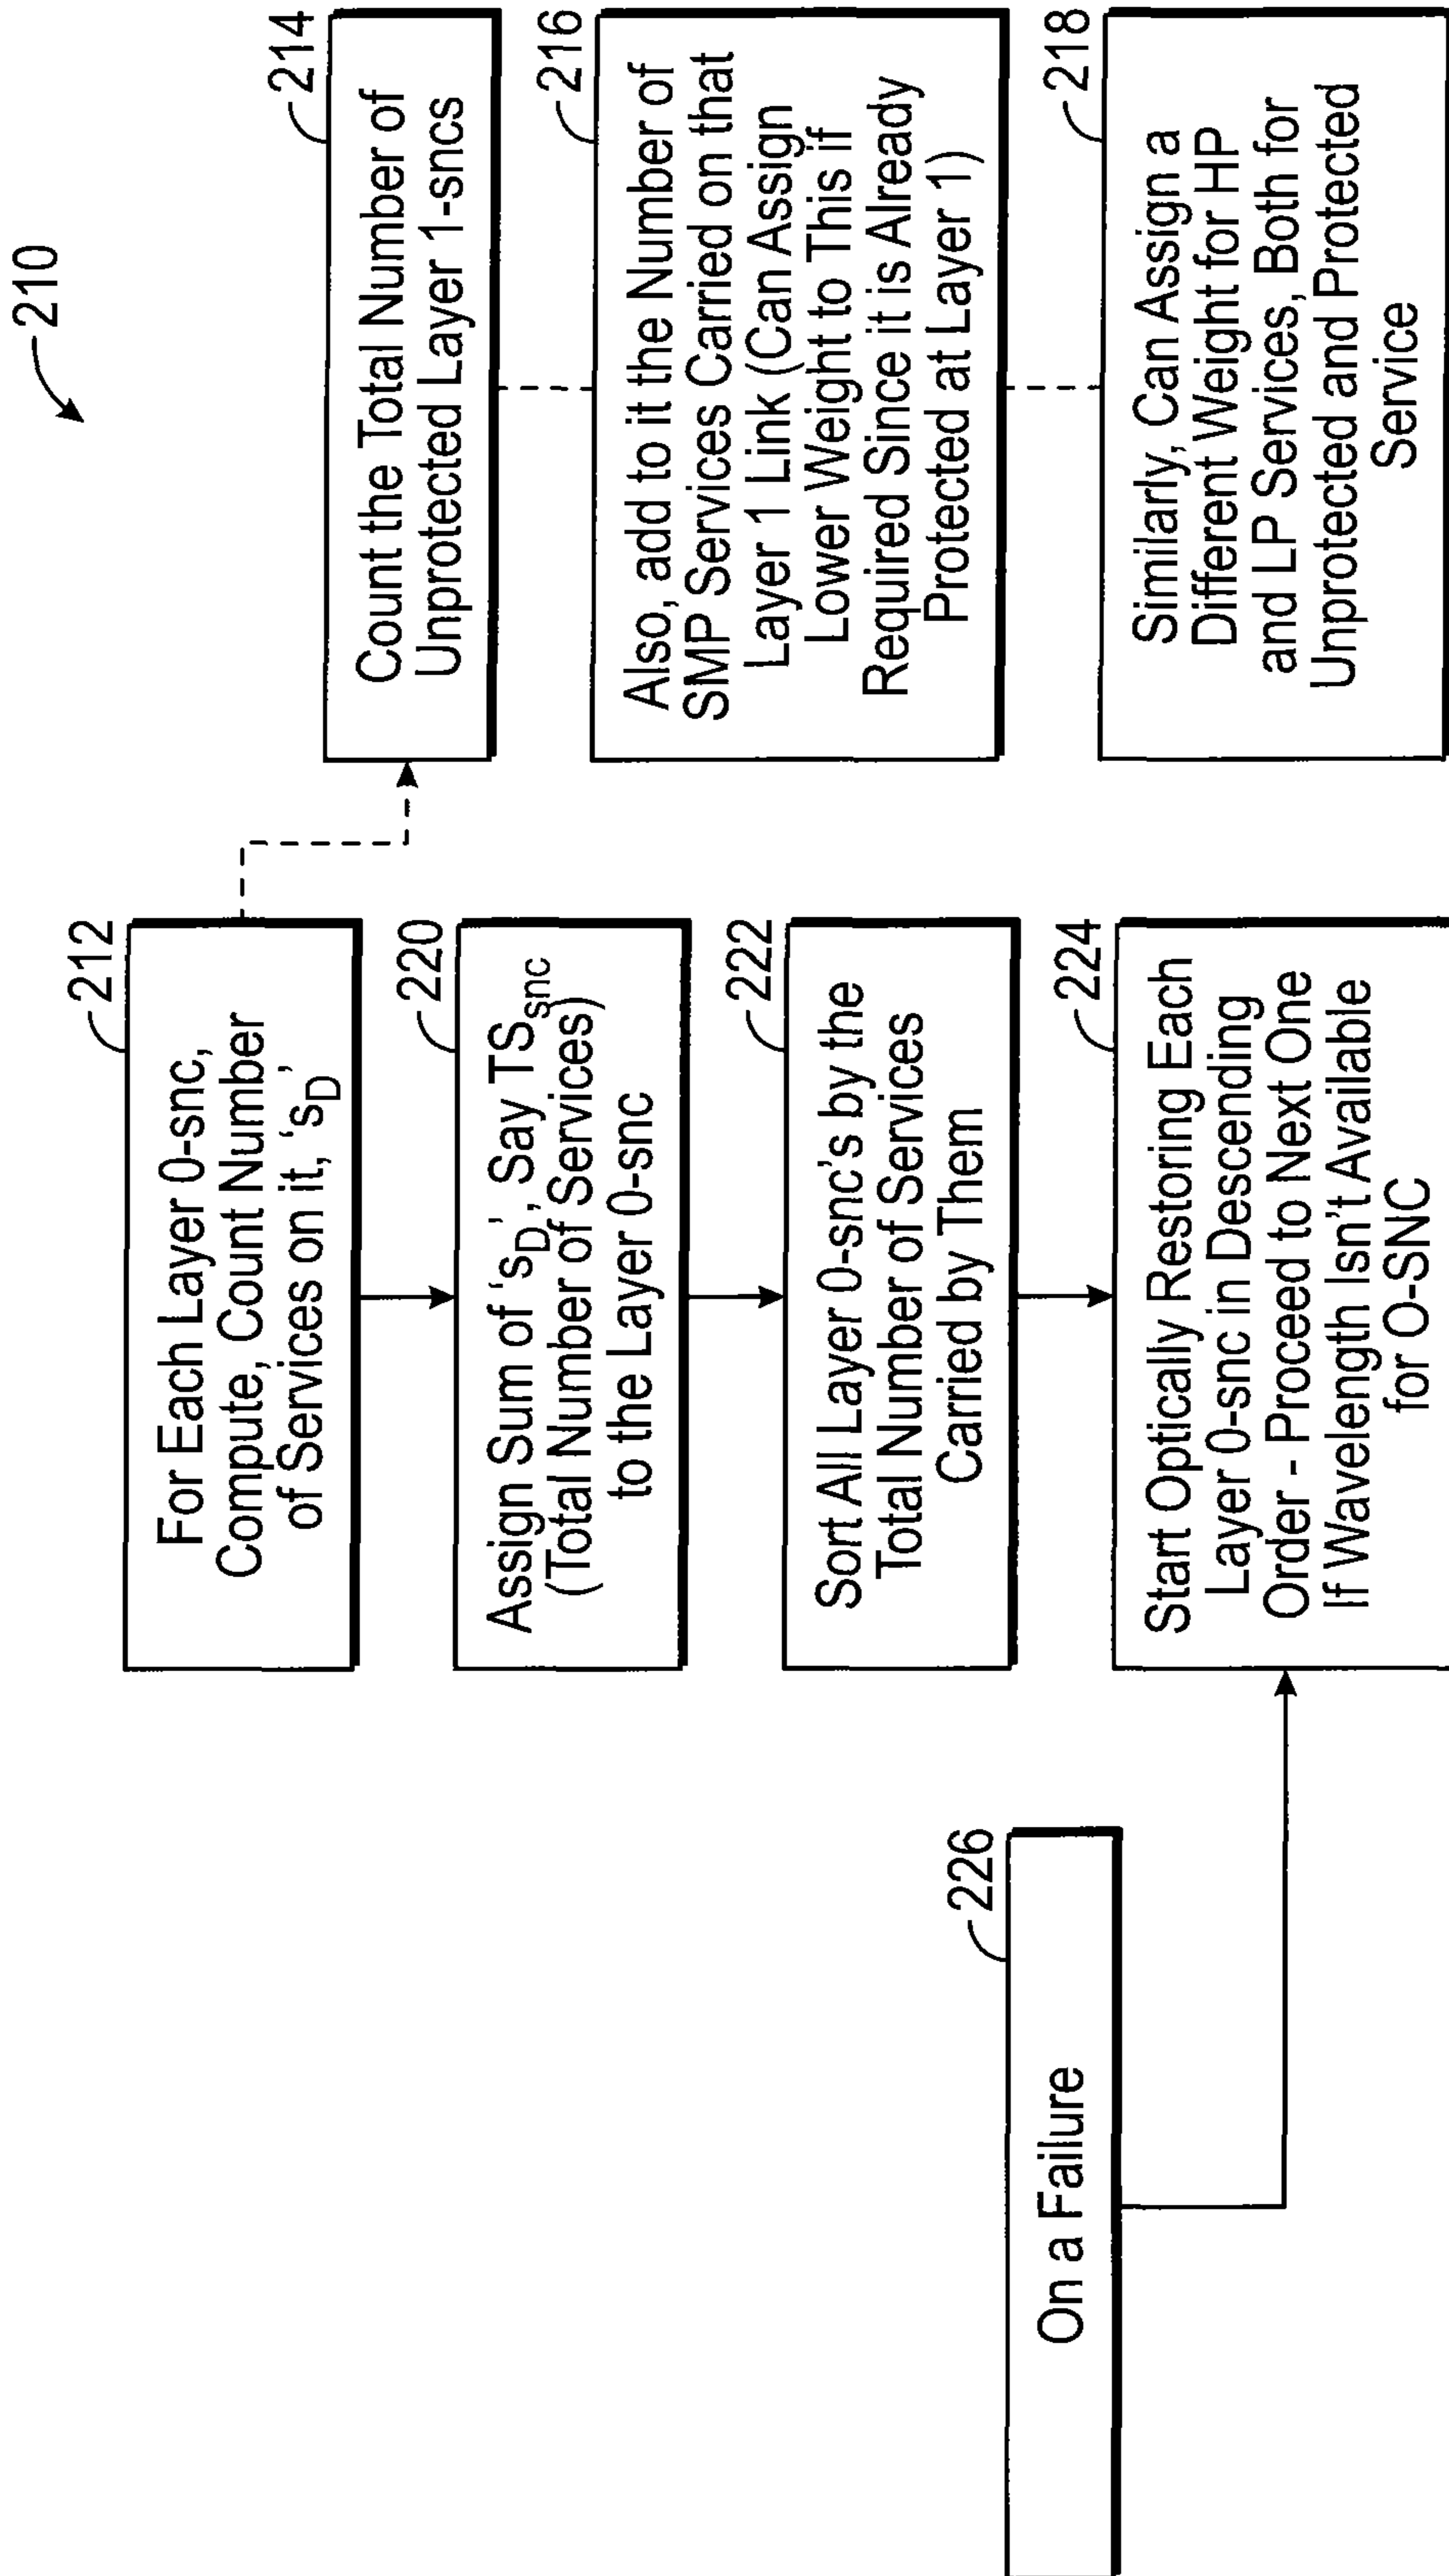 210
212
For Each Layer 0-snc,
Compute, Count Number
of Services on it, ‘sD’
214
Count the Total Number of
Unprotected Layer 1-sncs
216
Also, add to it the Number of
SMP Services Carried on that
Layer 1 Link (Can Assign
Lower Weight to This if
Required Since it is Already
Protected at Layer 1)
218
Similarly, Can Assign a
Different Weight for HP
and LP Services, Both for
Unprotected and Protected
Service
220
Assign Sum of ‘sD’, Say TSsnc
(Total Number of Services)
to the Layer 0-snc
222
Sort All Layer 0-snc's by the
Total Number of Services
Carried by Them
224
Start Optically Restoring Each
Layer 0-snc in Descending
Order - Proceed to Next One
If Wavelength Isn't Available
for O-SNC
226
On a Failure